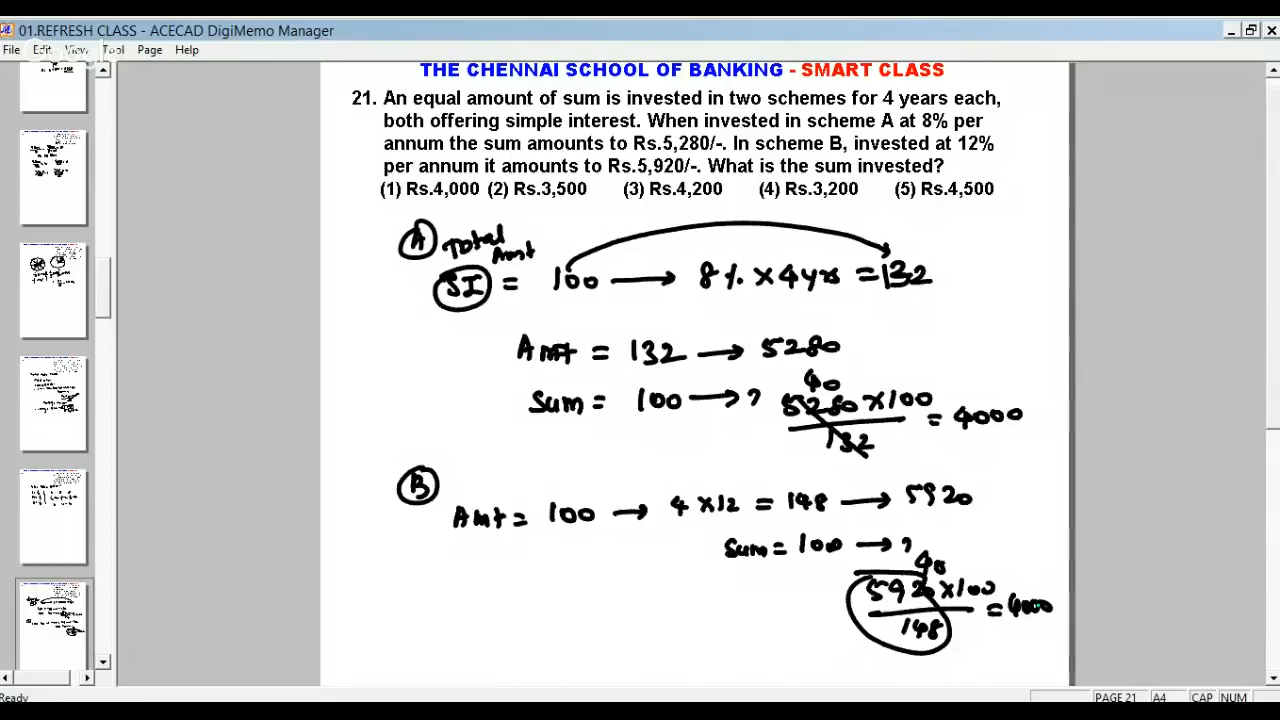 01.REFRESH CLASS - ACECAD DigiMemo Manager
File Edit View Tool Page Help
THE CHENNAI SCHOOL OF BANKING - SMART CLASS
21. An equal amount of sum is invested in two schemes for 4 years each,
both offering simple interest. When invested in scheme A at 8% per
annum the sum amounts to Rs.5,280/-. In scheme B, invested at 12%
per annum it amounts to Rs.5,920/-. What is the sum invested?
(1) Rs.4,000 (2) Rs.3,500 (3) Rs.4,200 (4) Rs.3,200 (5) Rs.4,500
A Total Amt
SI = 100 → 8% × 4yrs = 132
Amt = 132 → 5280
40
Sum = 100 → ? 5280 × 100 = 4000
132
B
Amt = 100 → 4 × 12 = 148 → 5920
Sum = 100 → ?
40
5920 × 100 = 4000
148
Ready PAGE 21 A4 CAP NUM